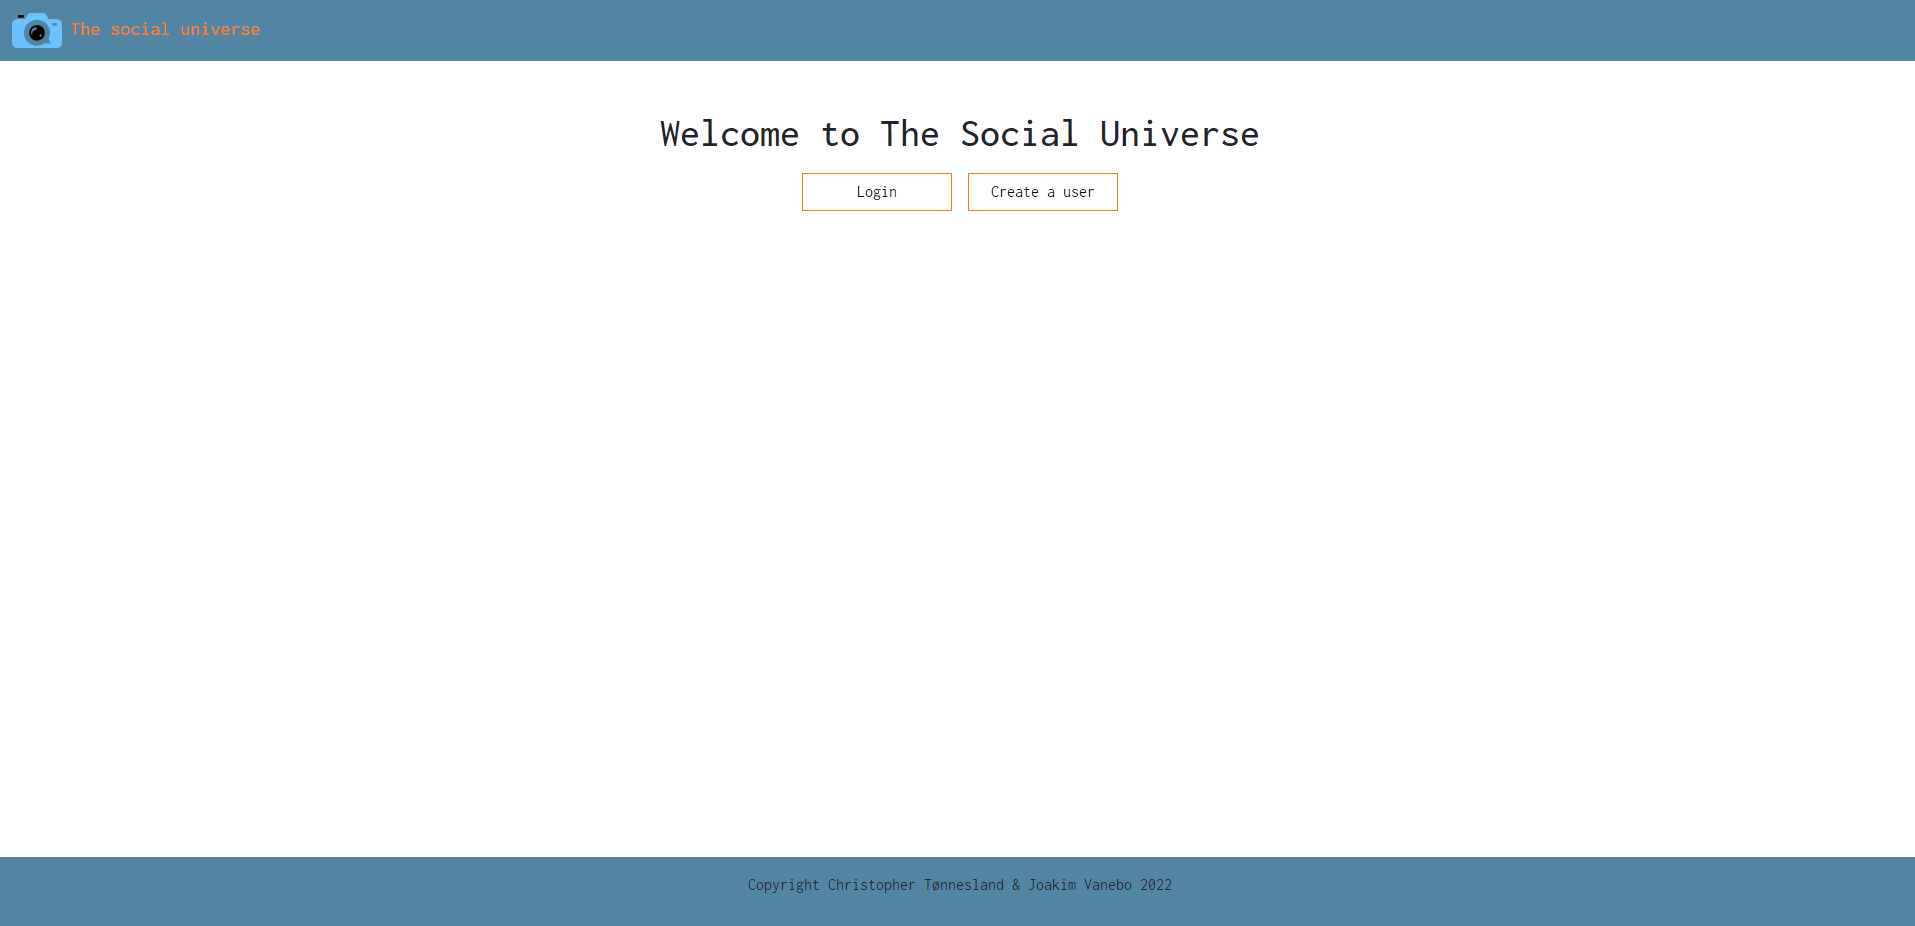 The social universe
Welcome to The Social Universe
Login
Create a user
Copyright Christopher Tønnesland & Joakim Vanebo 2022